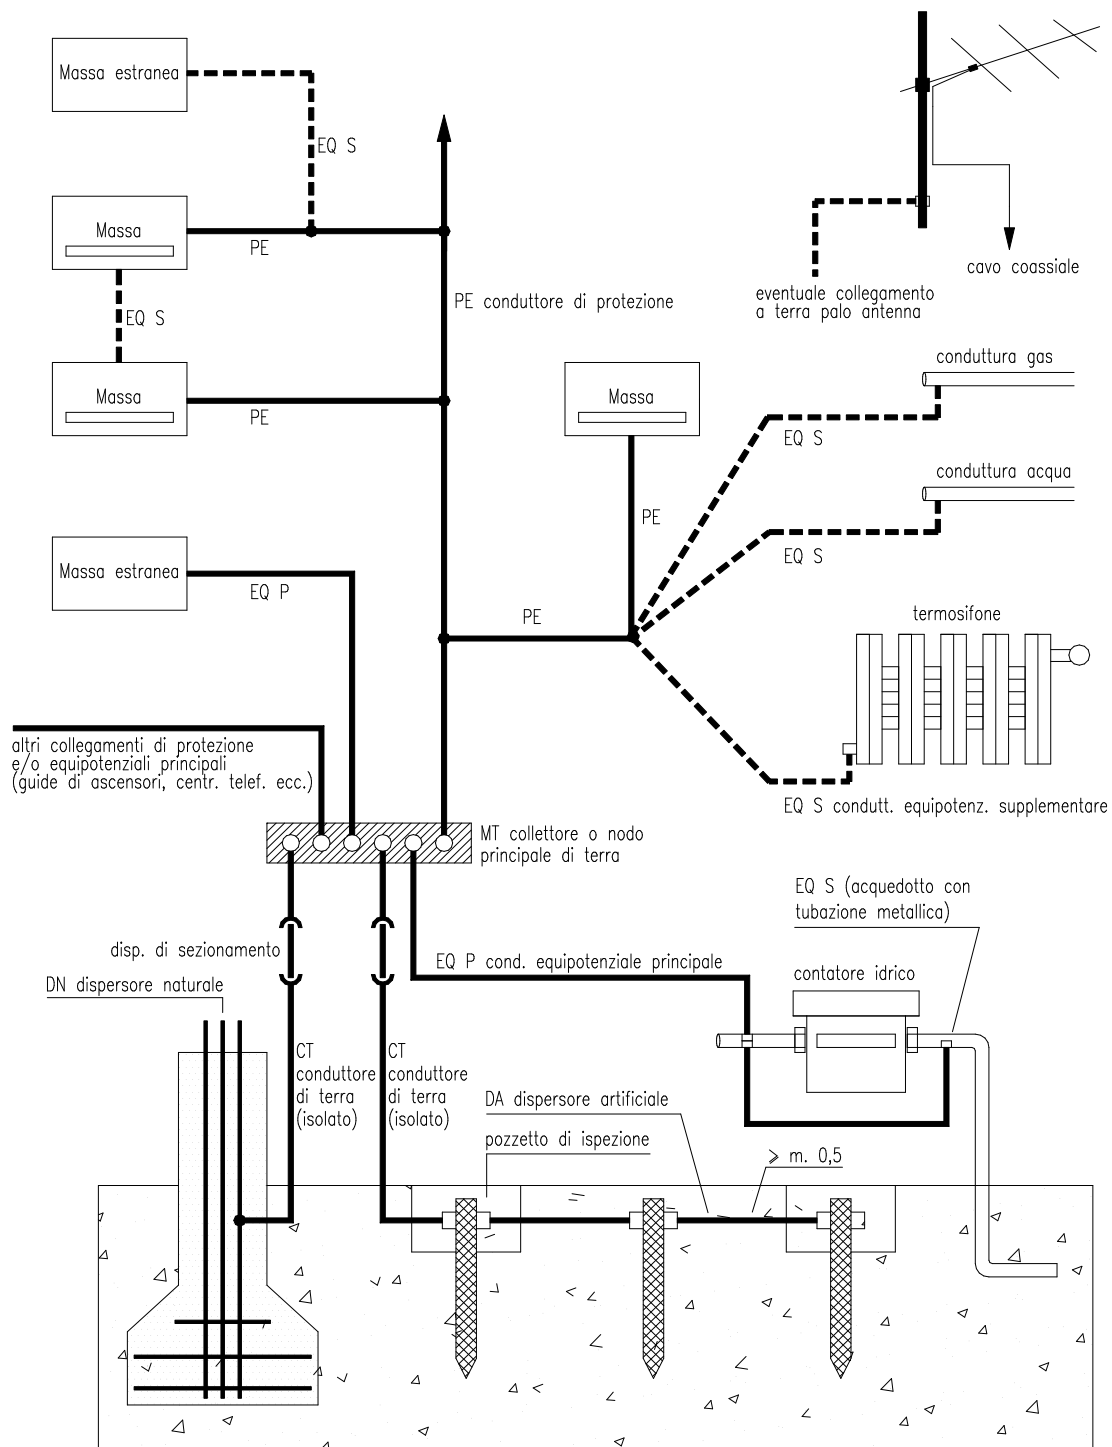 Massa estranea
EQ S
Massa
PE
EQ S
Massa
PE
PE conduttore di protezione
cavo coassiale
eventuale collegamento
a terra palo antenna
conduttura gas
EQ S
Massa
PE
conduttura acqua
EQ S
Massa estranea
EQ P
PE
termosifone
altri collegamenti di protezione
e/o equipotenziali principali
(guide di ascensori, centr. telef. ecc.)
EQ S condutt. equipotenz. supplementare
MT collettore o nodo
principale di terra
EQ S (acquedotto con
tubazione metallica)
disp. di sezionamento
EQ P cond. equipotenziale principale
contatore idrico
DN dispersore naturale
CT
conduttore
di terra
(isolato)
CT
conduttore
di terra
(isolato)
DA dispersore artificiale
pozzetto di ispezione
≥ m. 0,5